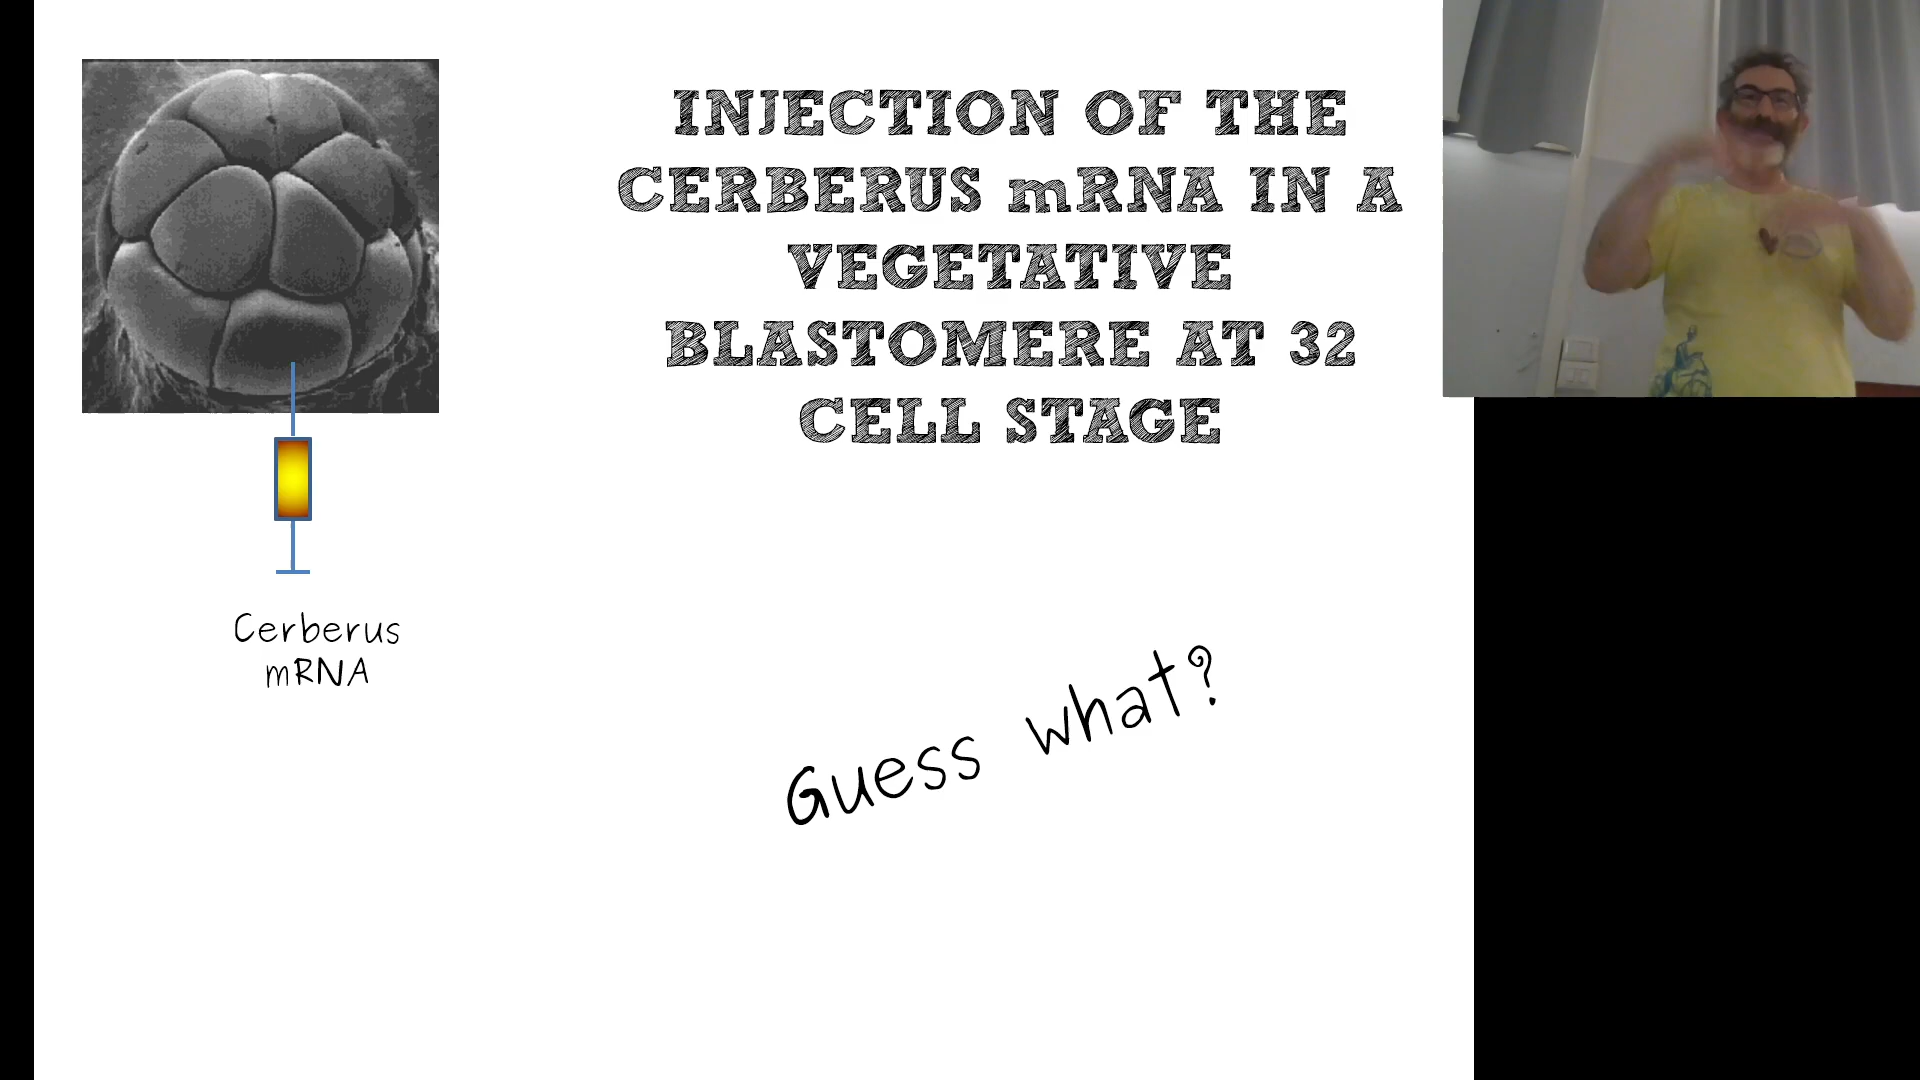 INJECTION OF THE
CERBERUS mRNA IN A
VEGETATIVE
BLASTOMERE AT 32
CELL STAGE
Cerberus
mRNA
Guess what?